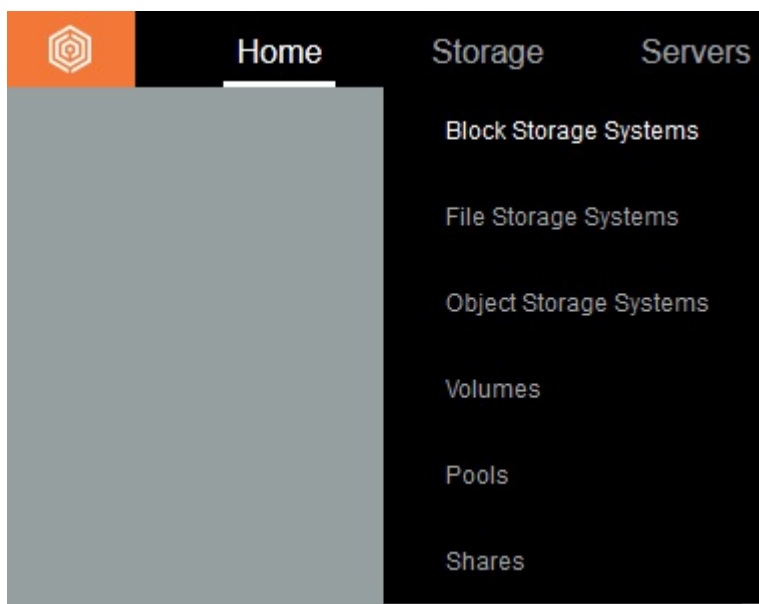 Home Storage Servers
Block Storage Systems
File Storage Systems
Object Storage Systems
Volumes
Pools
Shares